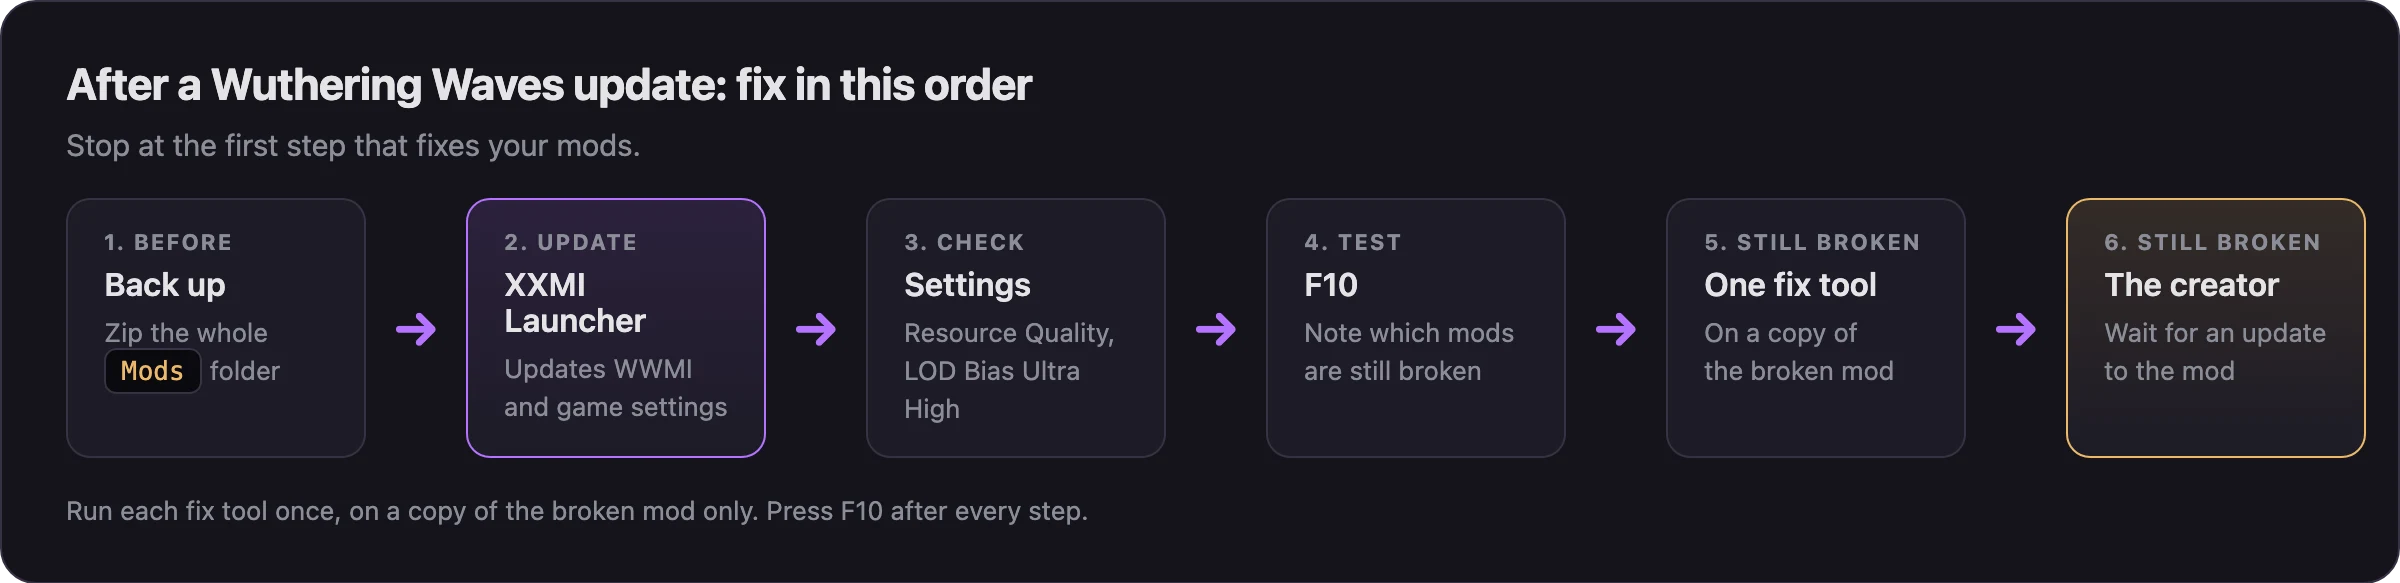 After a Wuthering Waves update: fix in this order
Stop at the first step that fixes your mods.
1. BEFORE
Back up
Zip the whole
Mods folder
2. UPDATE
XXMI
Launcher
Updates WWMI
and game settings
3. CHECK
Settings
Resource Quality,
LOD Bias Ultra
High
4. TEST
F10
Note which mods
are still broken
5. STILL BROKEN
One fix tool
On a copy of
the broken mod
6. STILL BROKEN
The creator
Wait for an update
to the mod
Run each fix tool once, on a copy of the broken mod only. Press F10 after every step.